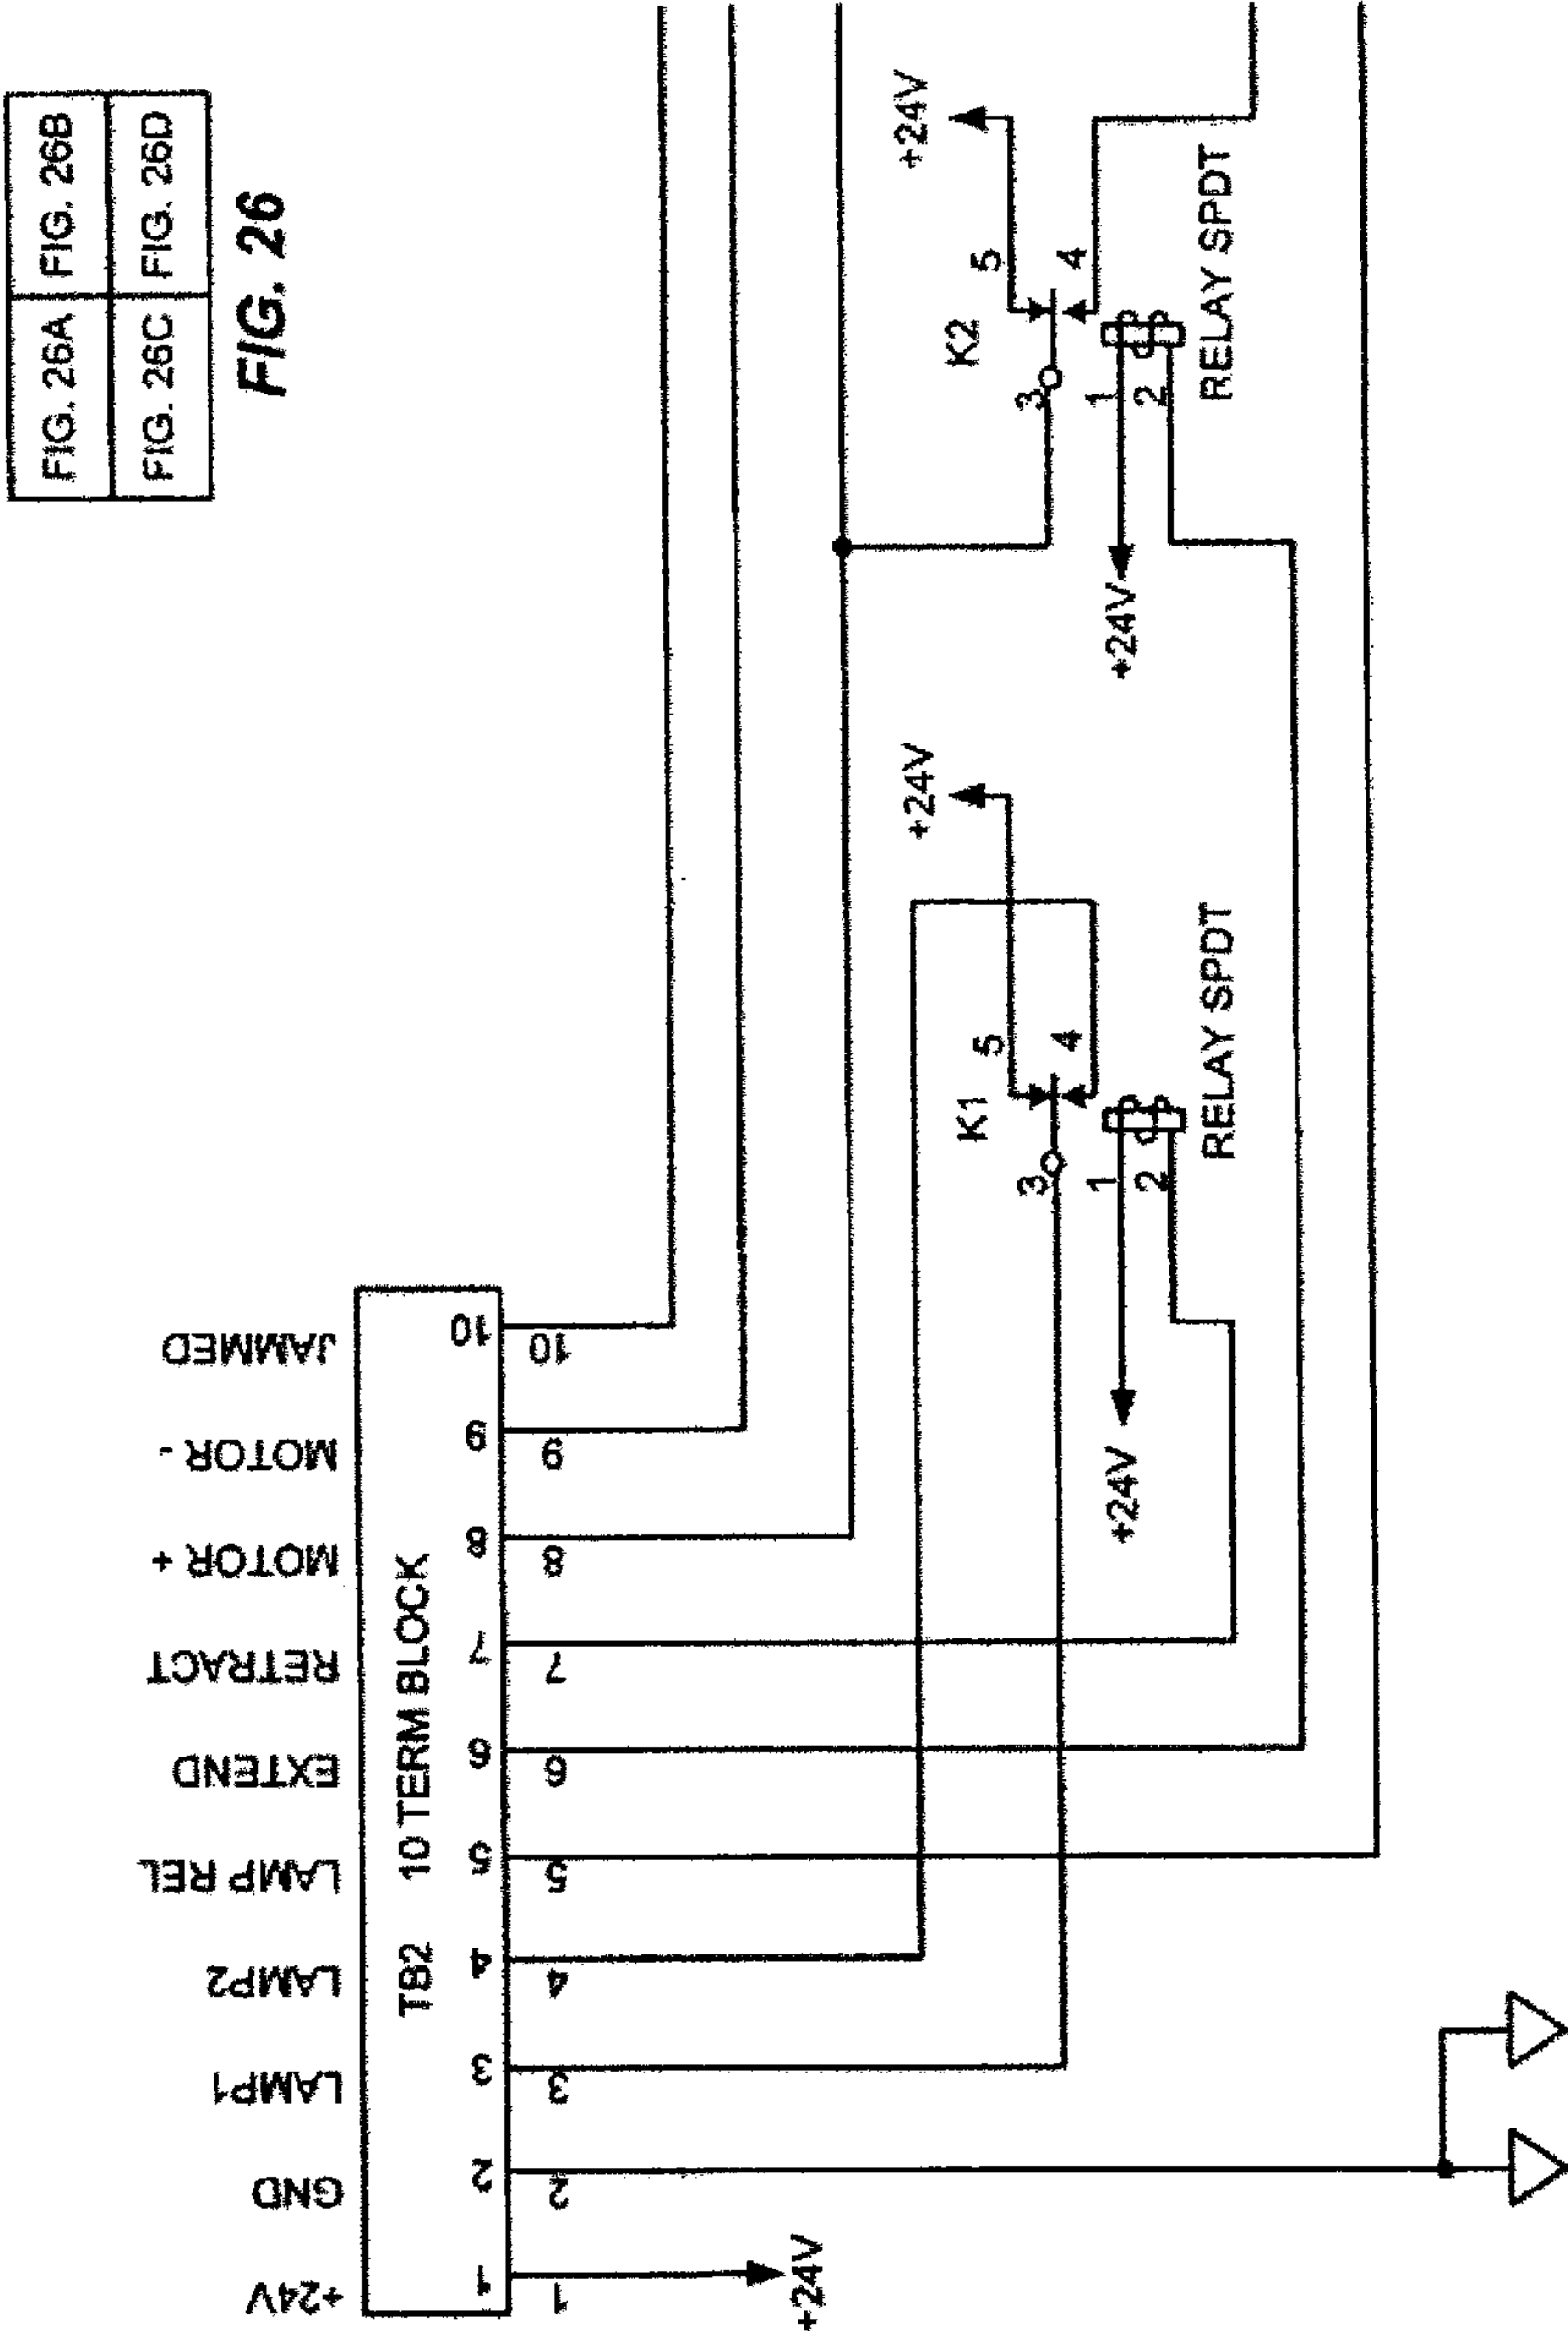 FIG. 26A FIG. 26B
FIG. 26C FIG. 26D
FIG. 26
JAMMED
MOTOR -
MOTOR +
RETRACT
EXTEND
LAMP REL
LAMP2
LAMP1
GND
+24V
TB2 10 TERM BLOCK
10
9
8
7
6
5
4
3
2
1
10
9
8
7
6
5
4
3
2
1
+24V
K1
3
5
4
1
2
+24V
+24V
RELAY SPDT
K2
3
5
4
1
2
+24V
+24V
RELAY SPDT